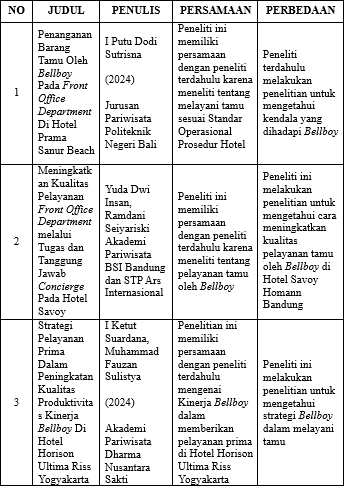 NO JUDUL PENULIS PERSAMAAN PERBEDAAN
1
Penanganan
Barang
Tamu Oleh
Bellboy
Pada Front
Office
Department
Di Hotel
Prama
Sanur Beach
I Putu Dodi
Sutrisna
(2024)
Jurusan
Pariwisata
Politeknik
Negeri Bali
Peneliti ini
memiliki
persamaan
dengan peneliti
terdahulu karena
meneliti tentang
melayani tamu
sesuai Standar
Operasional
Prosedur Hotel
Peneliti
terdahulu
melakukan
penelitian untuk
mengetahui
kendala yang
dihadapi Bellboy
2
Meningkatk
an Kualitas
Pelayanan
Front Office
Department
melalui
Tugas dan
Tanggung
Jawab
Concierge
Pada Hotel
Savoy
Yuda Dwi
Insan,
Ramdani
Seiyariski
Akademi
Pariwisata
BSI Bandung
dan STP Ars
Internasional
Peneliti ini
memiliki
persamaan
dengan peneliti
terdahulu karena
meneliti tentang
pelayanan tamu
oleh Bellboy
Peneliti ini
melakukan
penelitian untuk
mengetahui cara
meningkatkan
kualitas
pelayanan tamu
oleh Bellboy di
Hotel Savoy
Homann
Bandung
3
Strategi
Pelayanan
Prima
Dalam
Peningkatan
Kualitas
Produktivita
s Kinerja
Bellboy Di
Hotel
Horison
Ultima Riss
Yogyakarta
I Ketut
Suardana,
Muhammad
Fauzan
Sulistya
(2024)
Akademi
Pariwisata
Dharma
Nusantara
Sakti
Penelitian ini
memiliki
persamaan
dengan peneliti
terdahulu
mengenai
Kinerja Bellboy
dalam
memberikan
pelayanan prima
di Hotel Horison
Ultima Riss
Yogyakarta
Peneliti ini
melakukan
penelitian untuk
mengetahui
strategi Bellboy
dalam melayani
tamu